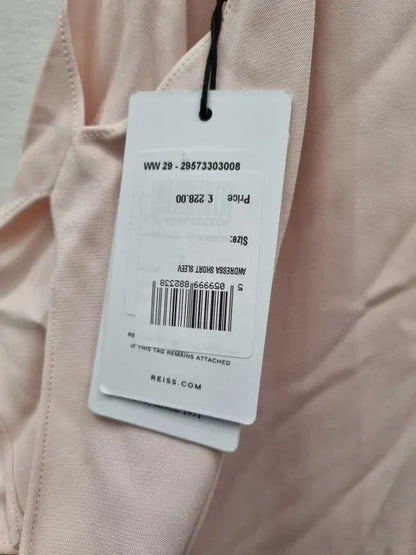 WW 29 - 29573303008
Price £ 228.00
Size:
ANDRESSA SHORT SLEEV
5 059999 882338
RE
IF THIS TAG REMAINS ATTACHED
REISS.COM